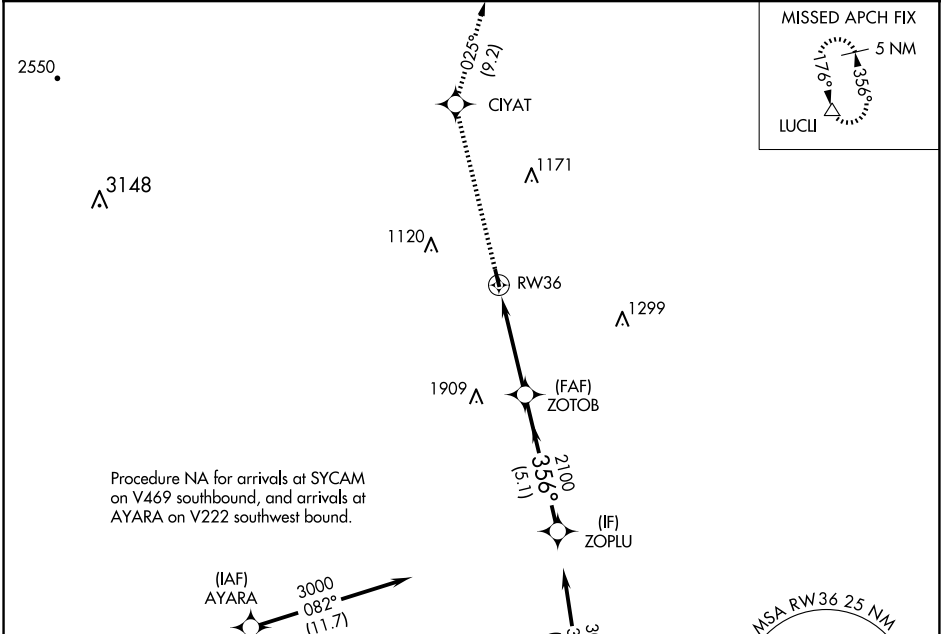 MISSED APCH FIX
5 NM
176°
356°
LUCLI
2550
025°
(9.2)
CIYAT
3148
1171
1120
RW36
1299
1909
(FAF)
ZOTOB
2100
356°
(5.1)
Procedure NA for arrivals at SYCAM
on V469 southbound, and arrivals at
AYARA on V222 southwest bound.
(IF)
ZOPLU
(IAF)
AYARA
3000
082°
(11.7)
MSA RW36 25 NM